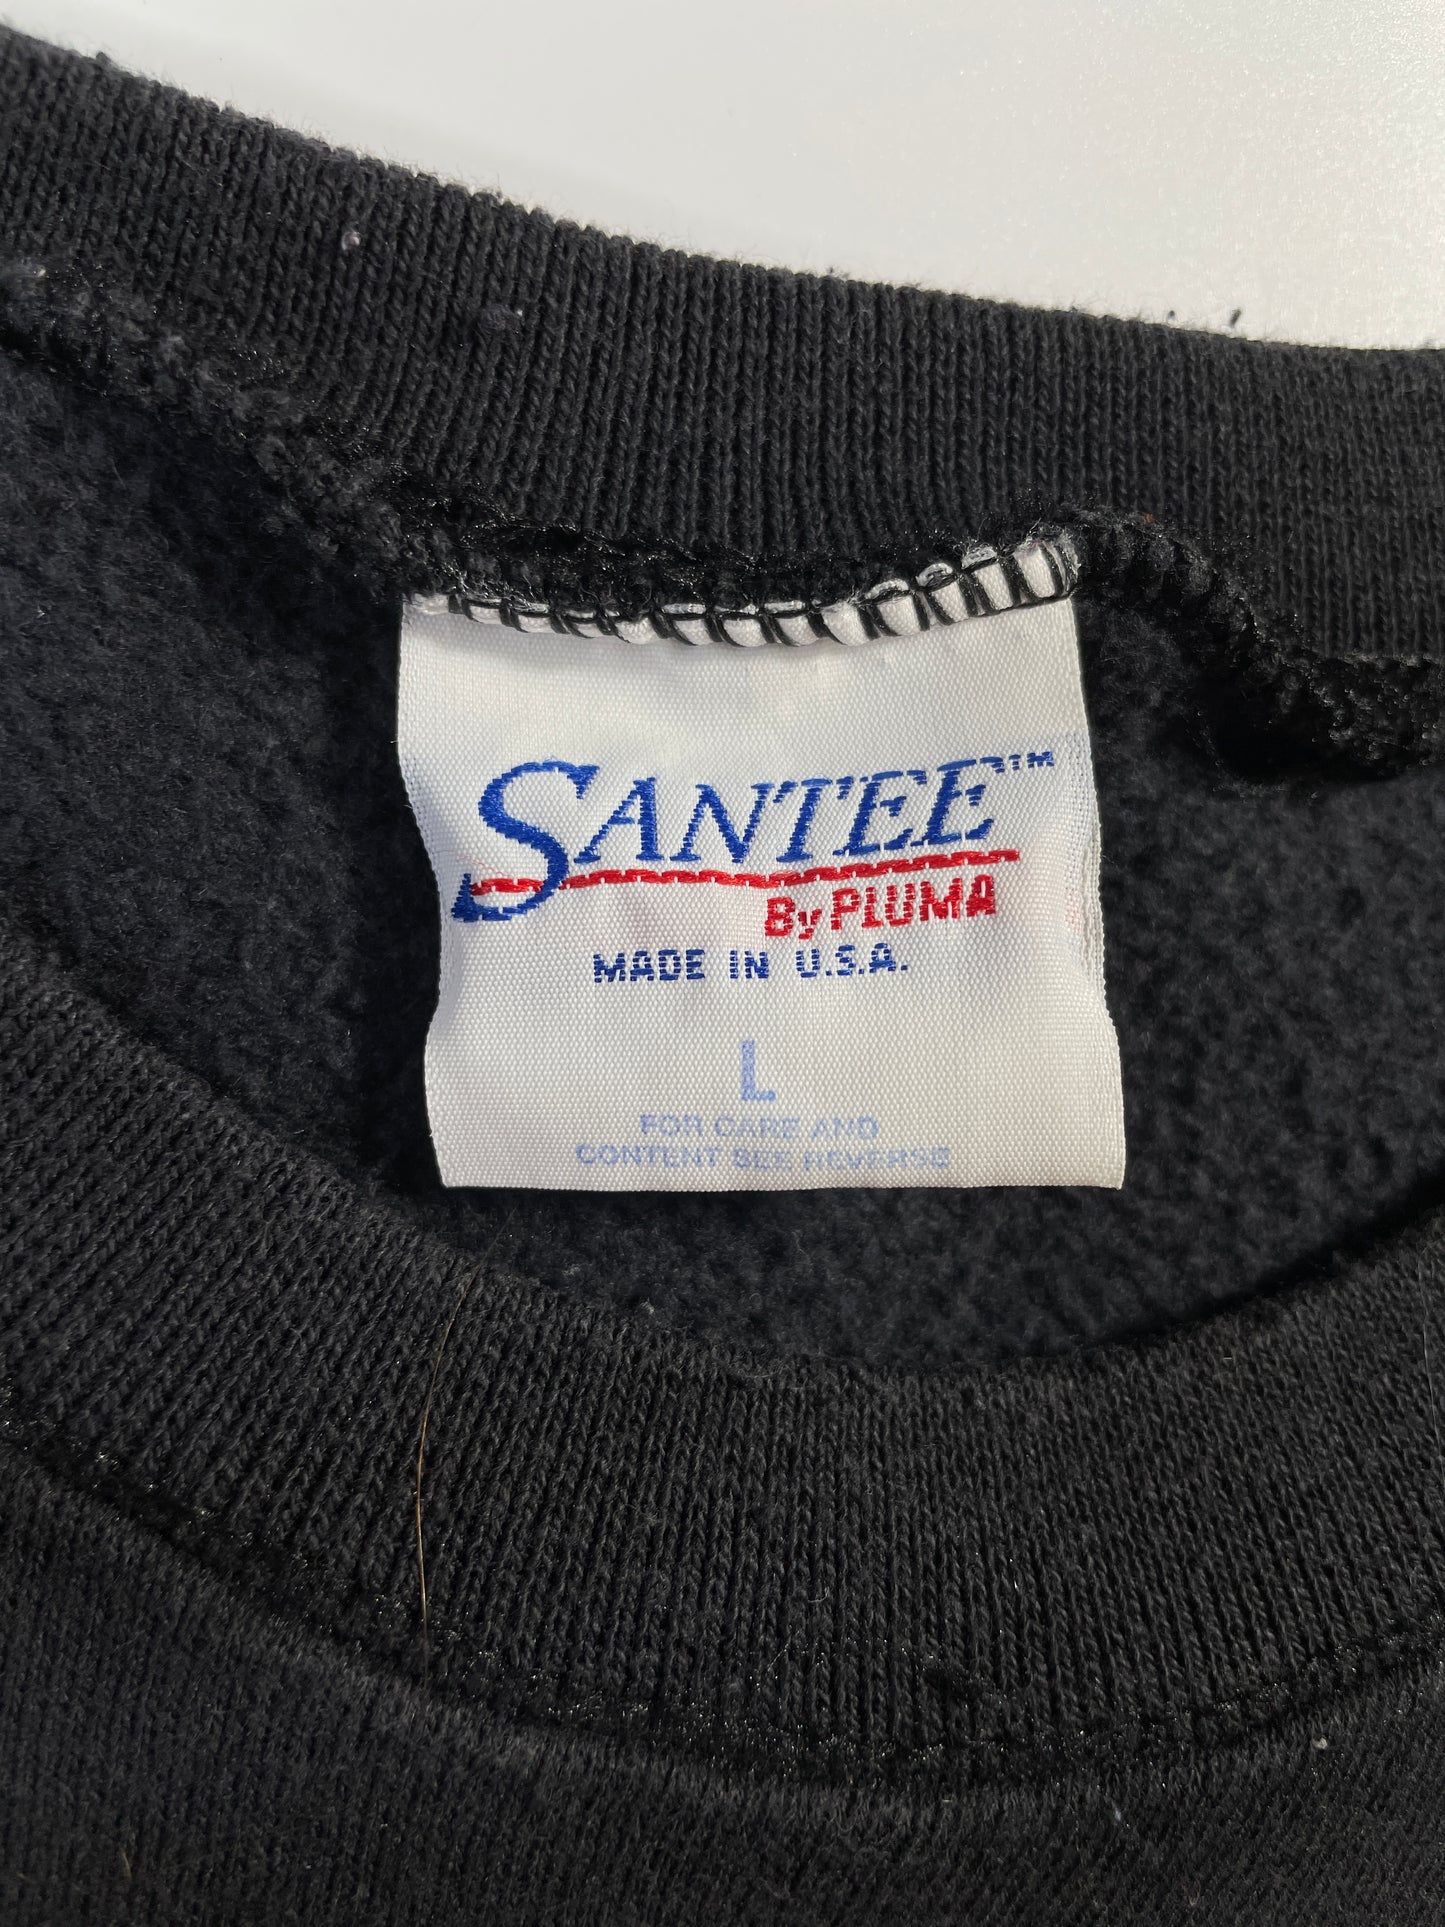 SANTEE™
By PLUMA
MADE IN U.S.A.
L
FOR CARE AND
CONTENT SEE REVERSE